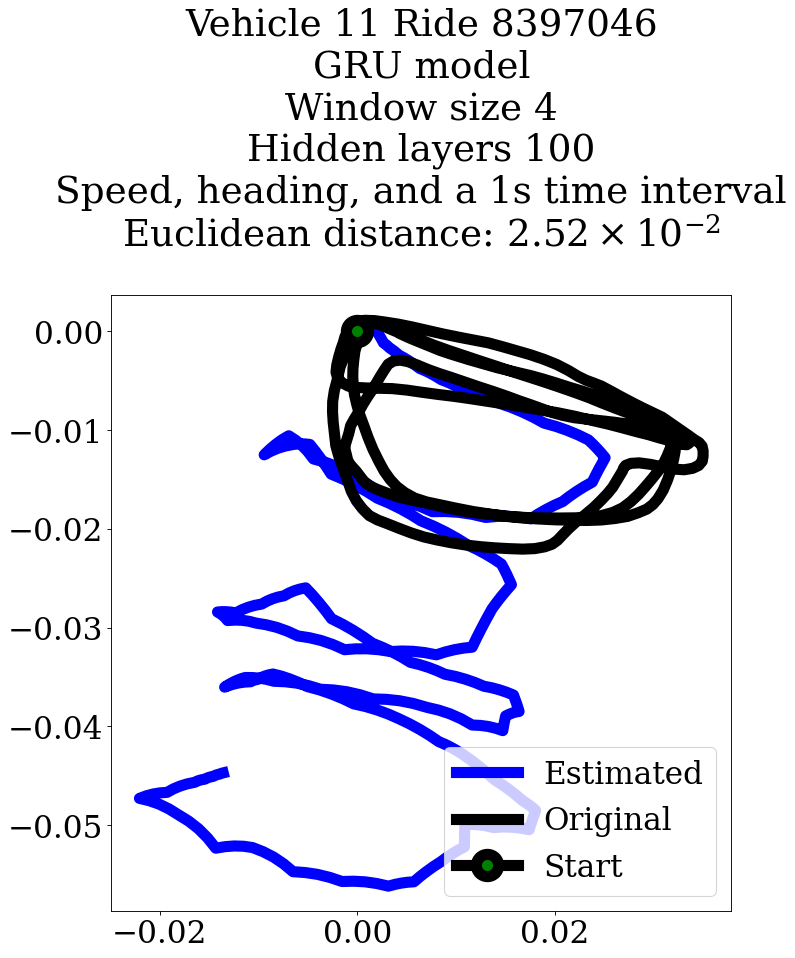 Vehicle 11 Ride 8397046
GRU model
Window size 4
Hidden layers 100
Speed, heading, and a 1s time interval
Euclidean distance: 2.52 × 10⁻²
0.00
−0.01
−0.02
−0.03
−0.04
−0.05
Estimated
Original
Start
−0.02 0.00 0.02